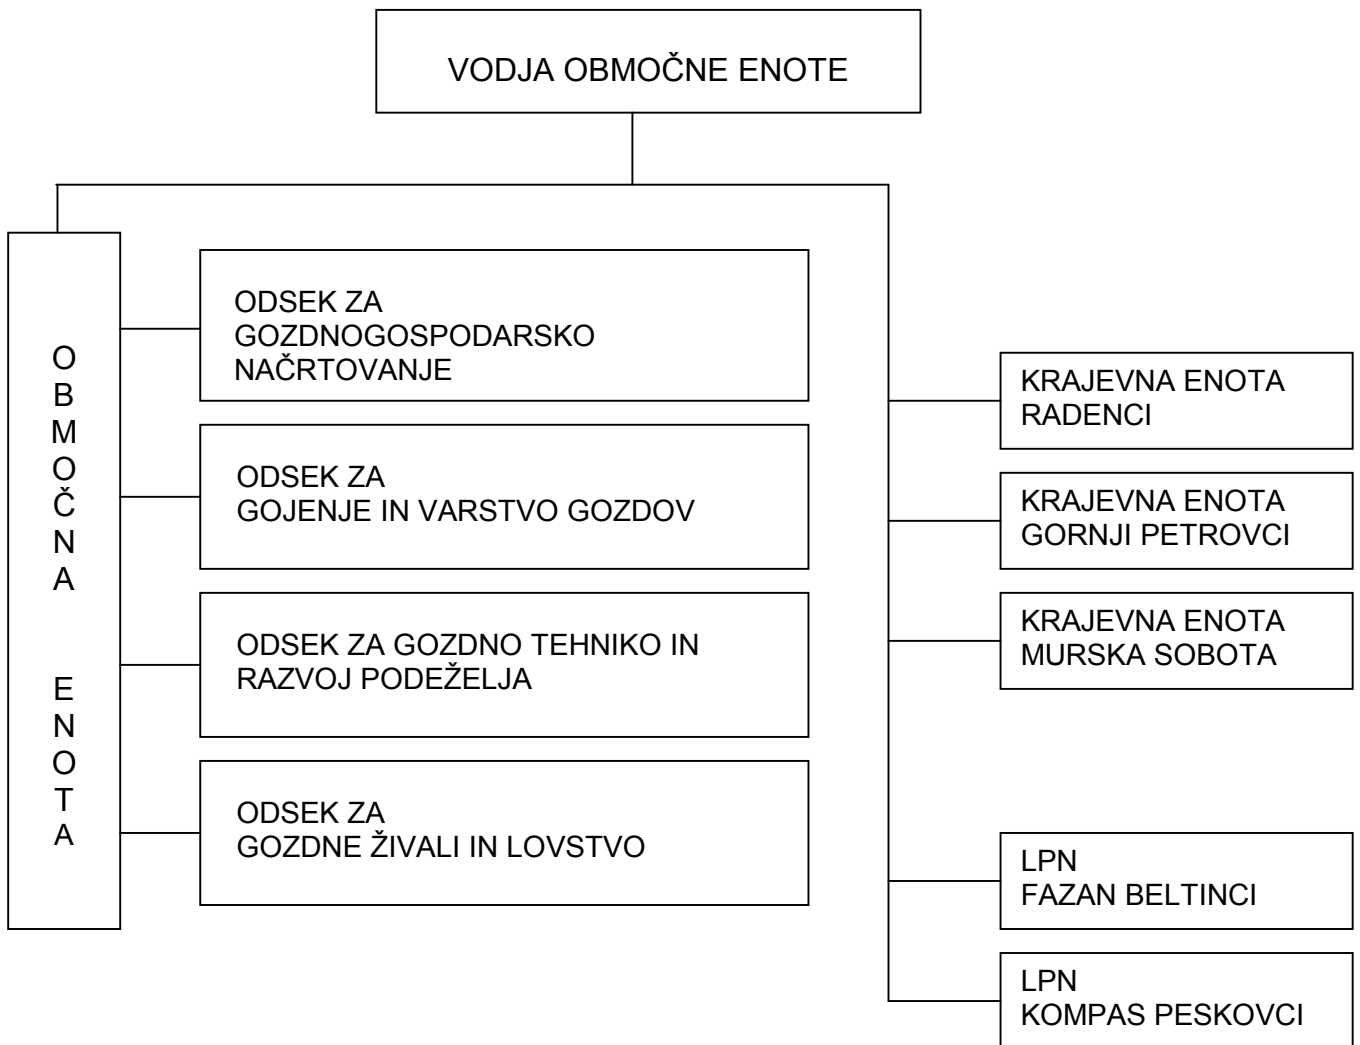 VODJA OBMOČNE ENOTE
OBMOČNA ENOTA
ODSEK ZA
GOZDNOGOSPODARSKO
NAČRTOVANJE
ODSEK ZA
GOJENJE IN VARSTVO GOZDOV
ODSEK ZA GOZDNO TEHNIKO IN
RAZVOJ PODEŽELJA
ODSEK ZA
GOZDNE ŽIVALI IN LOVSTVO
KRAJEVNA ENOTA
RADENCI
KRAJEVNA ENOTA
GORNJI PETROVCI
KRAJEVNA ENOTA
MURSKA SOBOTA
LPN
FAZAN BELTINCI
LPN
KOMPAS PESKOVCI